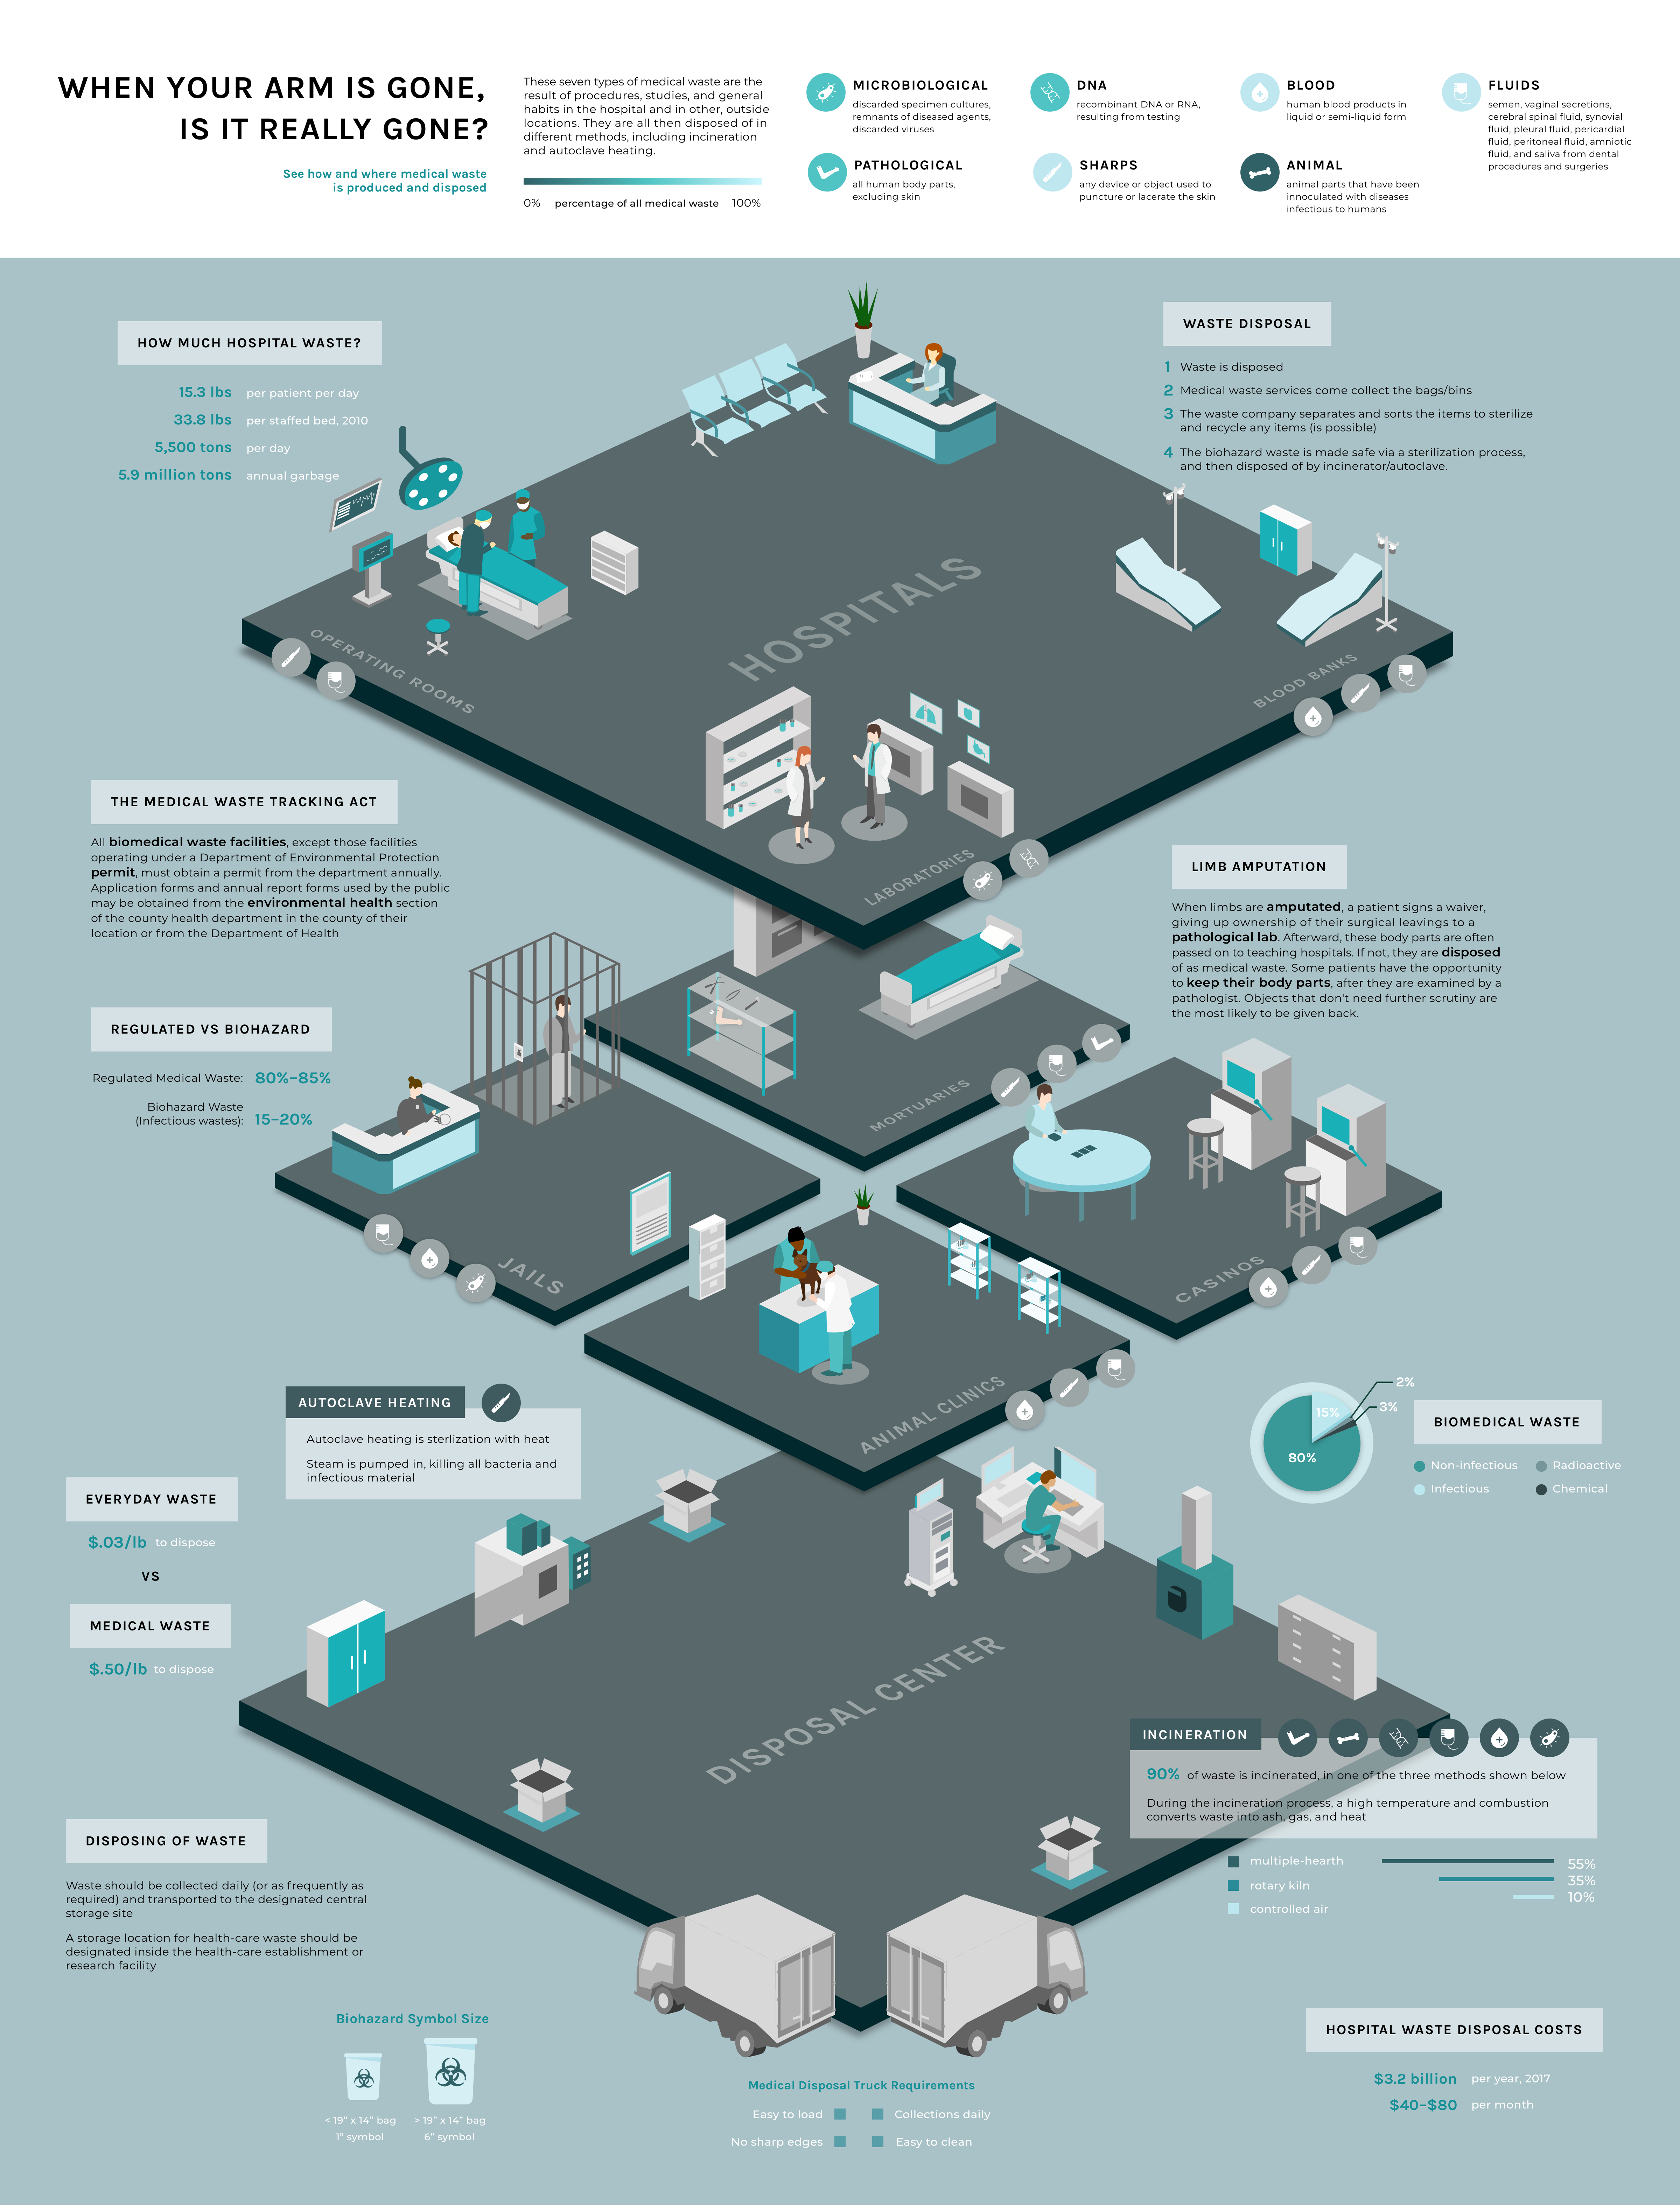 WHEN YOUR ARM IS GONE,
IS IT REALLY GONE?
See how and where medical waste
is produced and disposed
These seven types of medical waste are the
result of procedures, studies, and general
habits in the hospital and in other, outside
locations. They are all then disposed of in
different methods, including incineration
and autoclave heating.
0% percentage of all medical waste 100%
MICROBIOLOGICAL
discarded specimen cultures,
remnants of diseased agents,
discarded viruses
DNA
recombinant DNA or RNA,
resulting from testing
BLOOD
human blood products in
liquid or semi-liquid form
FLUIDS
semen, vaginal secretions,
cerebral spinal fluid, synovial
fluid, pleural fluid, pericardial
fluid, peritoneal fluid, amniotic
fluid, and saliva from dental
procedures and surgeries
PATHOLOGICAL
all human body parts,
excluding skin
SHARPS
any device or object used to
puncture or lacerate the skin
ANIMAL
animal parts that have been
innoculated with diseases
infectious to humans
HOW MUCH HOSPITAL WASTE?
15.3 lbs per patient per day
33.8 lbs per staffed bed, 2010
5,500 tons per day
5.9 million tons annual garbage
WASTE DISPOSAL
1 Waste is disposed
2 Medical waste services come collect the bags/bins
3 The waste company separates and sorts the items to sterilize
and recycle any items (is possible)
4 The biohazard waste is made safe via a sterilization process,
and then disposed of by incinerator/autoclave.
HOSPITALS
OPERATING ROOMS
BLOOD BANKS
LABORATORIES
THE MEDICAL WASTE TRACKING ACT
All biomedical waste facilities, except those facilities
operating under a Department of Environmental Protection
permit, must obtain a permit from the department annually.
Application forms and annual report forms used by the public
may be obtained from the environmental health section
of the county health department in the county of their
location or from the Department of Health
LIMB AMPUTATION
When limbs are amputated, a patient signs a waiver,
giving up ownership of their surgical leavings to a
pathological lab. Afterward, these body parts are often
passed on to teaching hospitals. If not, they are disposed
of as medical waste. Some patients have the opportunity
to keep their body parts, after they are examined by a
pathologist. Objects that don't need further scrutiny are
the most likely to be given back.
REGULATED VS BIOHAZARD
Regulated Medical Waste: 80%-85%
Biohazard Waste
(Infectious wastes): 15-20%
MORTUARIES
JAILS
CASINOS
ANIMAL CLINICS
AUTOCLAVE HEATING
Autoclave heating is sterlization with heat
Steam is pumped in, killing all bacteria and
infectious material
2%
3%
15%
80%
BIOMEDICAL WASTE
Non-infectious
Radioactive
Infectious
Chemical
EVERYDAY WASTE
$.03/lb to dispose
VS
MEDICAL WASTE
$.50/lb to dispose
DISPOSAL CENTER
INCINERATION
90% of waste is incinerated, in one of the three methods shown below
During the incineration process, a high temperature and combustion
converts waste into ash, gas, and heat
multiple-hearth 55%
rotary kiln 35%
controlled air 10%
DISPOSING OF WASTE
Waste should be collected daily (or as frequently as
required) and transported to the designated central
storage site
A storage location for health-care waste should be
designated inside the health-care establishment or
research facility
Biohazard Symbol Size
< 19" x 14" bag
1" symbol
> 19" x 14" bag
6" symbol
Medical Disposal Truck Requirements
Easy to load
Collections daily
No sharp edges
Easy to clean
HOSPITAL WASTE DISPOSAL COSTS
$3.2 billion per year, 2017
$40-$80 per month